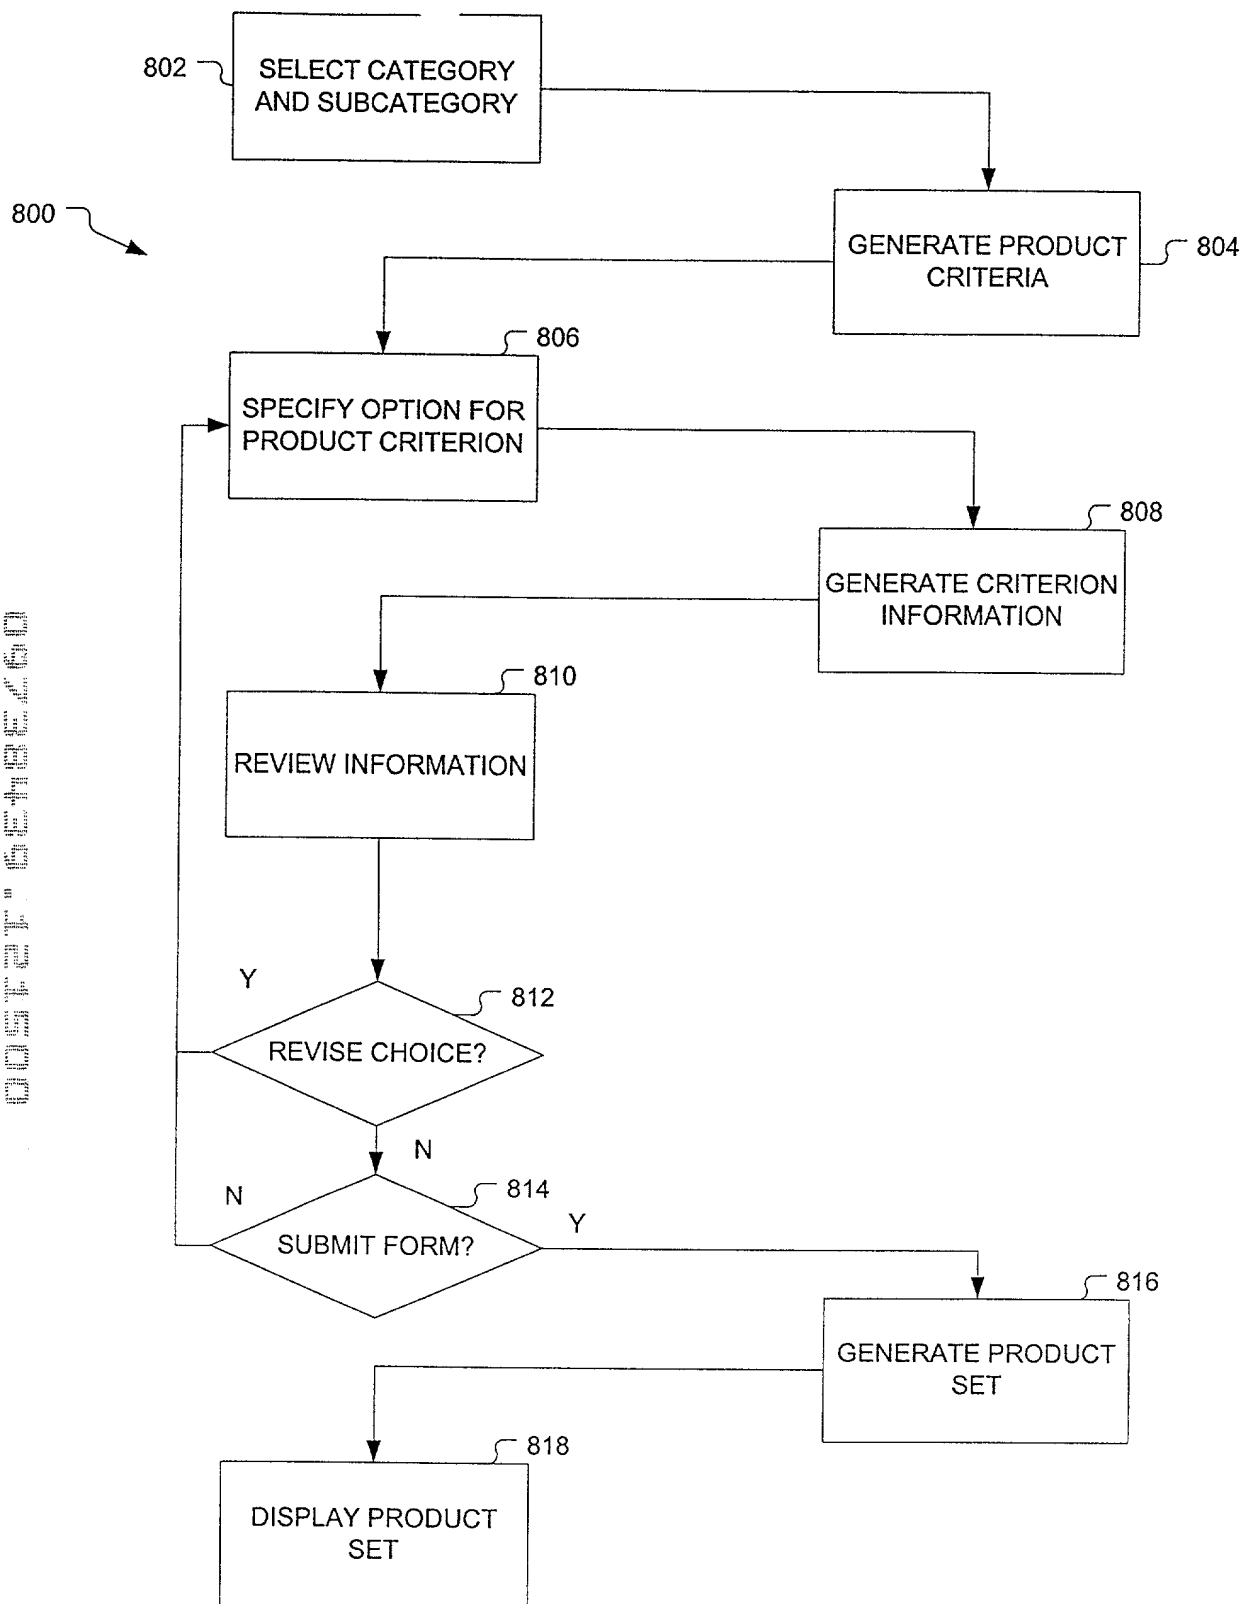 802
SELECT CATEGORY
AND SUBCATEGORY
800
GENERATE PRODUCT
CRITERIA
804
806
SPECIFY OPTION FOR
PRODUCT CRITERION
808
GENERATE CRITERION
INFORMATION
810
REVIEW INFORMATION
Y
812
REVISE CHOICE?
N
N
814
Y
SUBMIT FORM?
816
GENERATE PRODUCT
SET
818
DISPLAY PRODUCT
SET